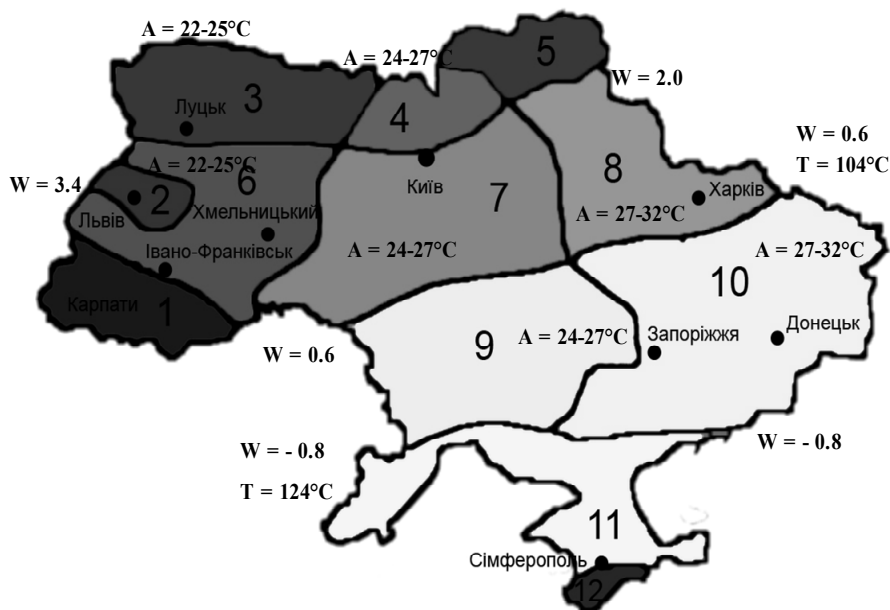 A = 22-25°C
A = 24-27°C
5
W = 2.0
3
Луцьк
4
W = 0.6
T = 104°C
A = 22-25°C
6
8
W = 3.4
2
Київ
7
Харків
Львів
Хмельницький
A = 27-32°C
Івано-Франківськ
A = 24-27°C
A = 27-32°C
10
Карпати
1
9
A = 24-27°C
Запоріжжя
Донецьк
W = 0.6
W = - 0.8
W = - 0.8
T = 124°C
11
Сімферополь
12